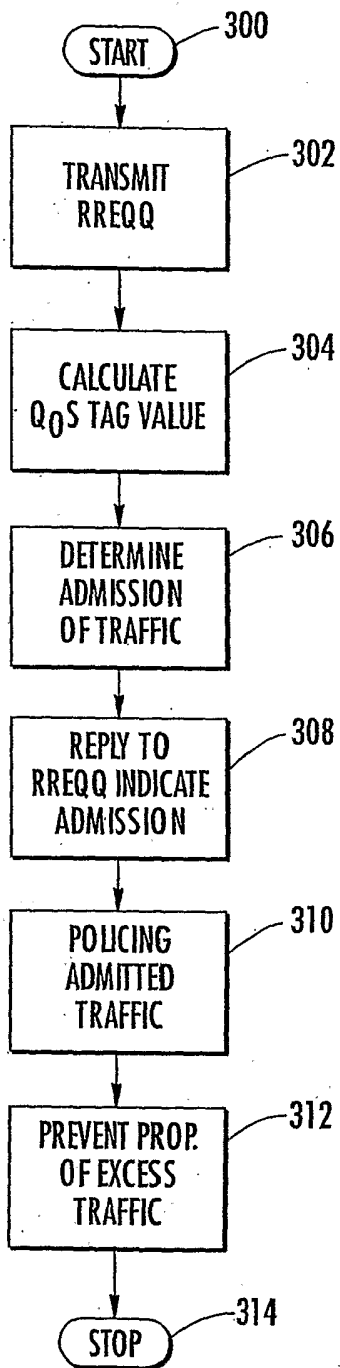 START
300
TRANSMIT
RREQQ
302
CALCULATE
QOS TAG VALUE
304
DETERMINE
ADMISSION
OF TRAFFIC
306
REPLY TO
RREQQ INDICATE
ADMISSION
308
POLICING
ADMITTED
TRAFFIC
310
PREVENT PROP.
OF EXCESS
TRAFFIC
312
STOP
314